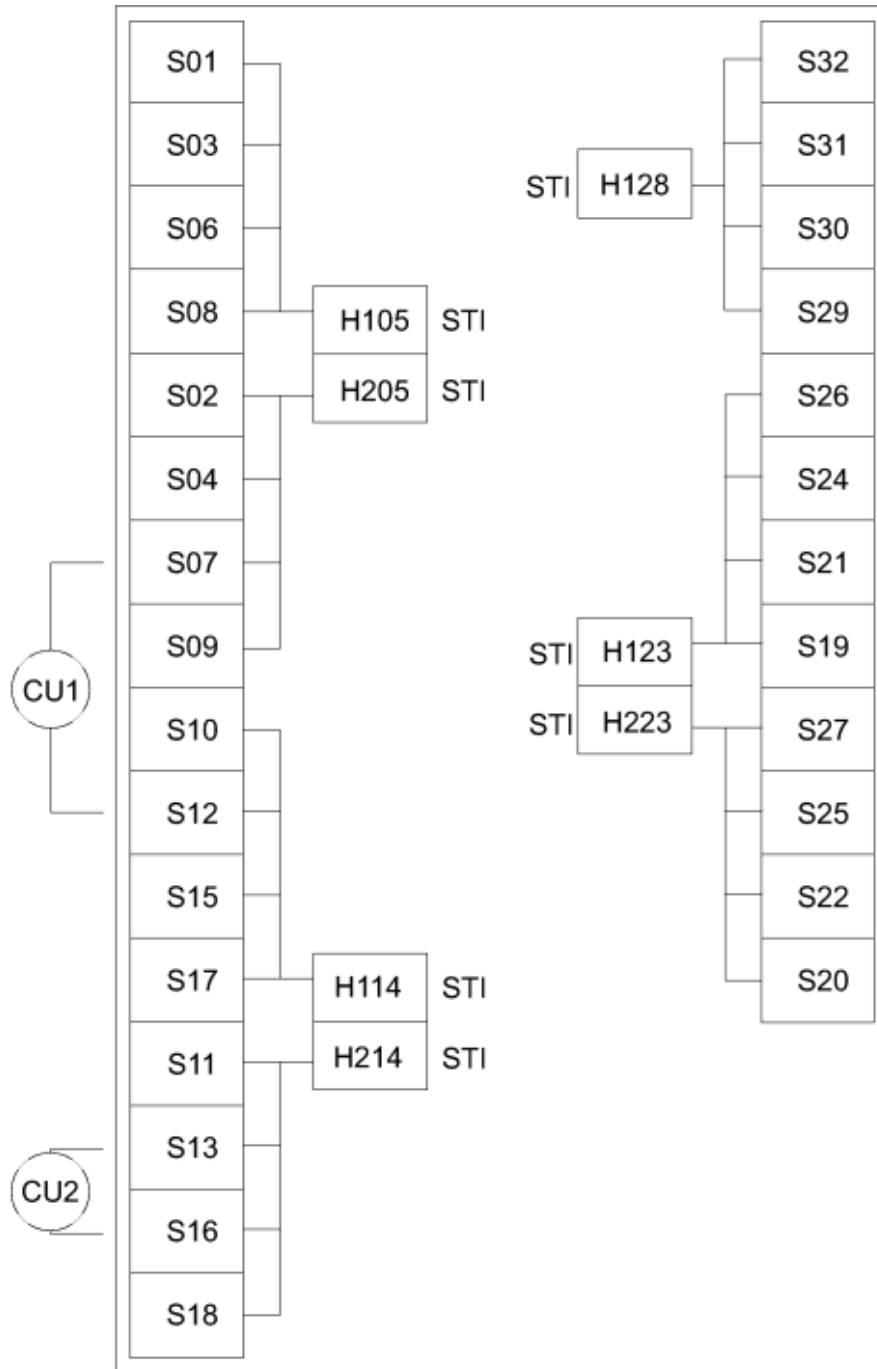 S01
S03
S06
S08
S02
S04
S07
S09
S10
S12
S15
S17
S11
S13
S16
S18
CU1
CU2
H105 STI
H205 STI
H114 STI
H214 STI
STI H128
STI H123
STI H223
S32
S31
S30
S29
S26
S24
S21
S19
S27
S25
S22
S20